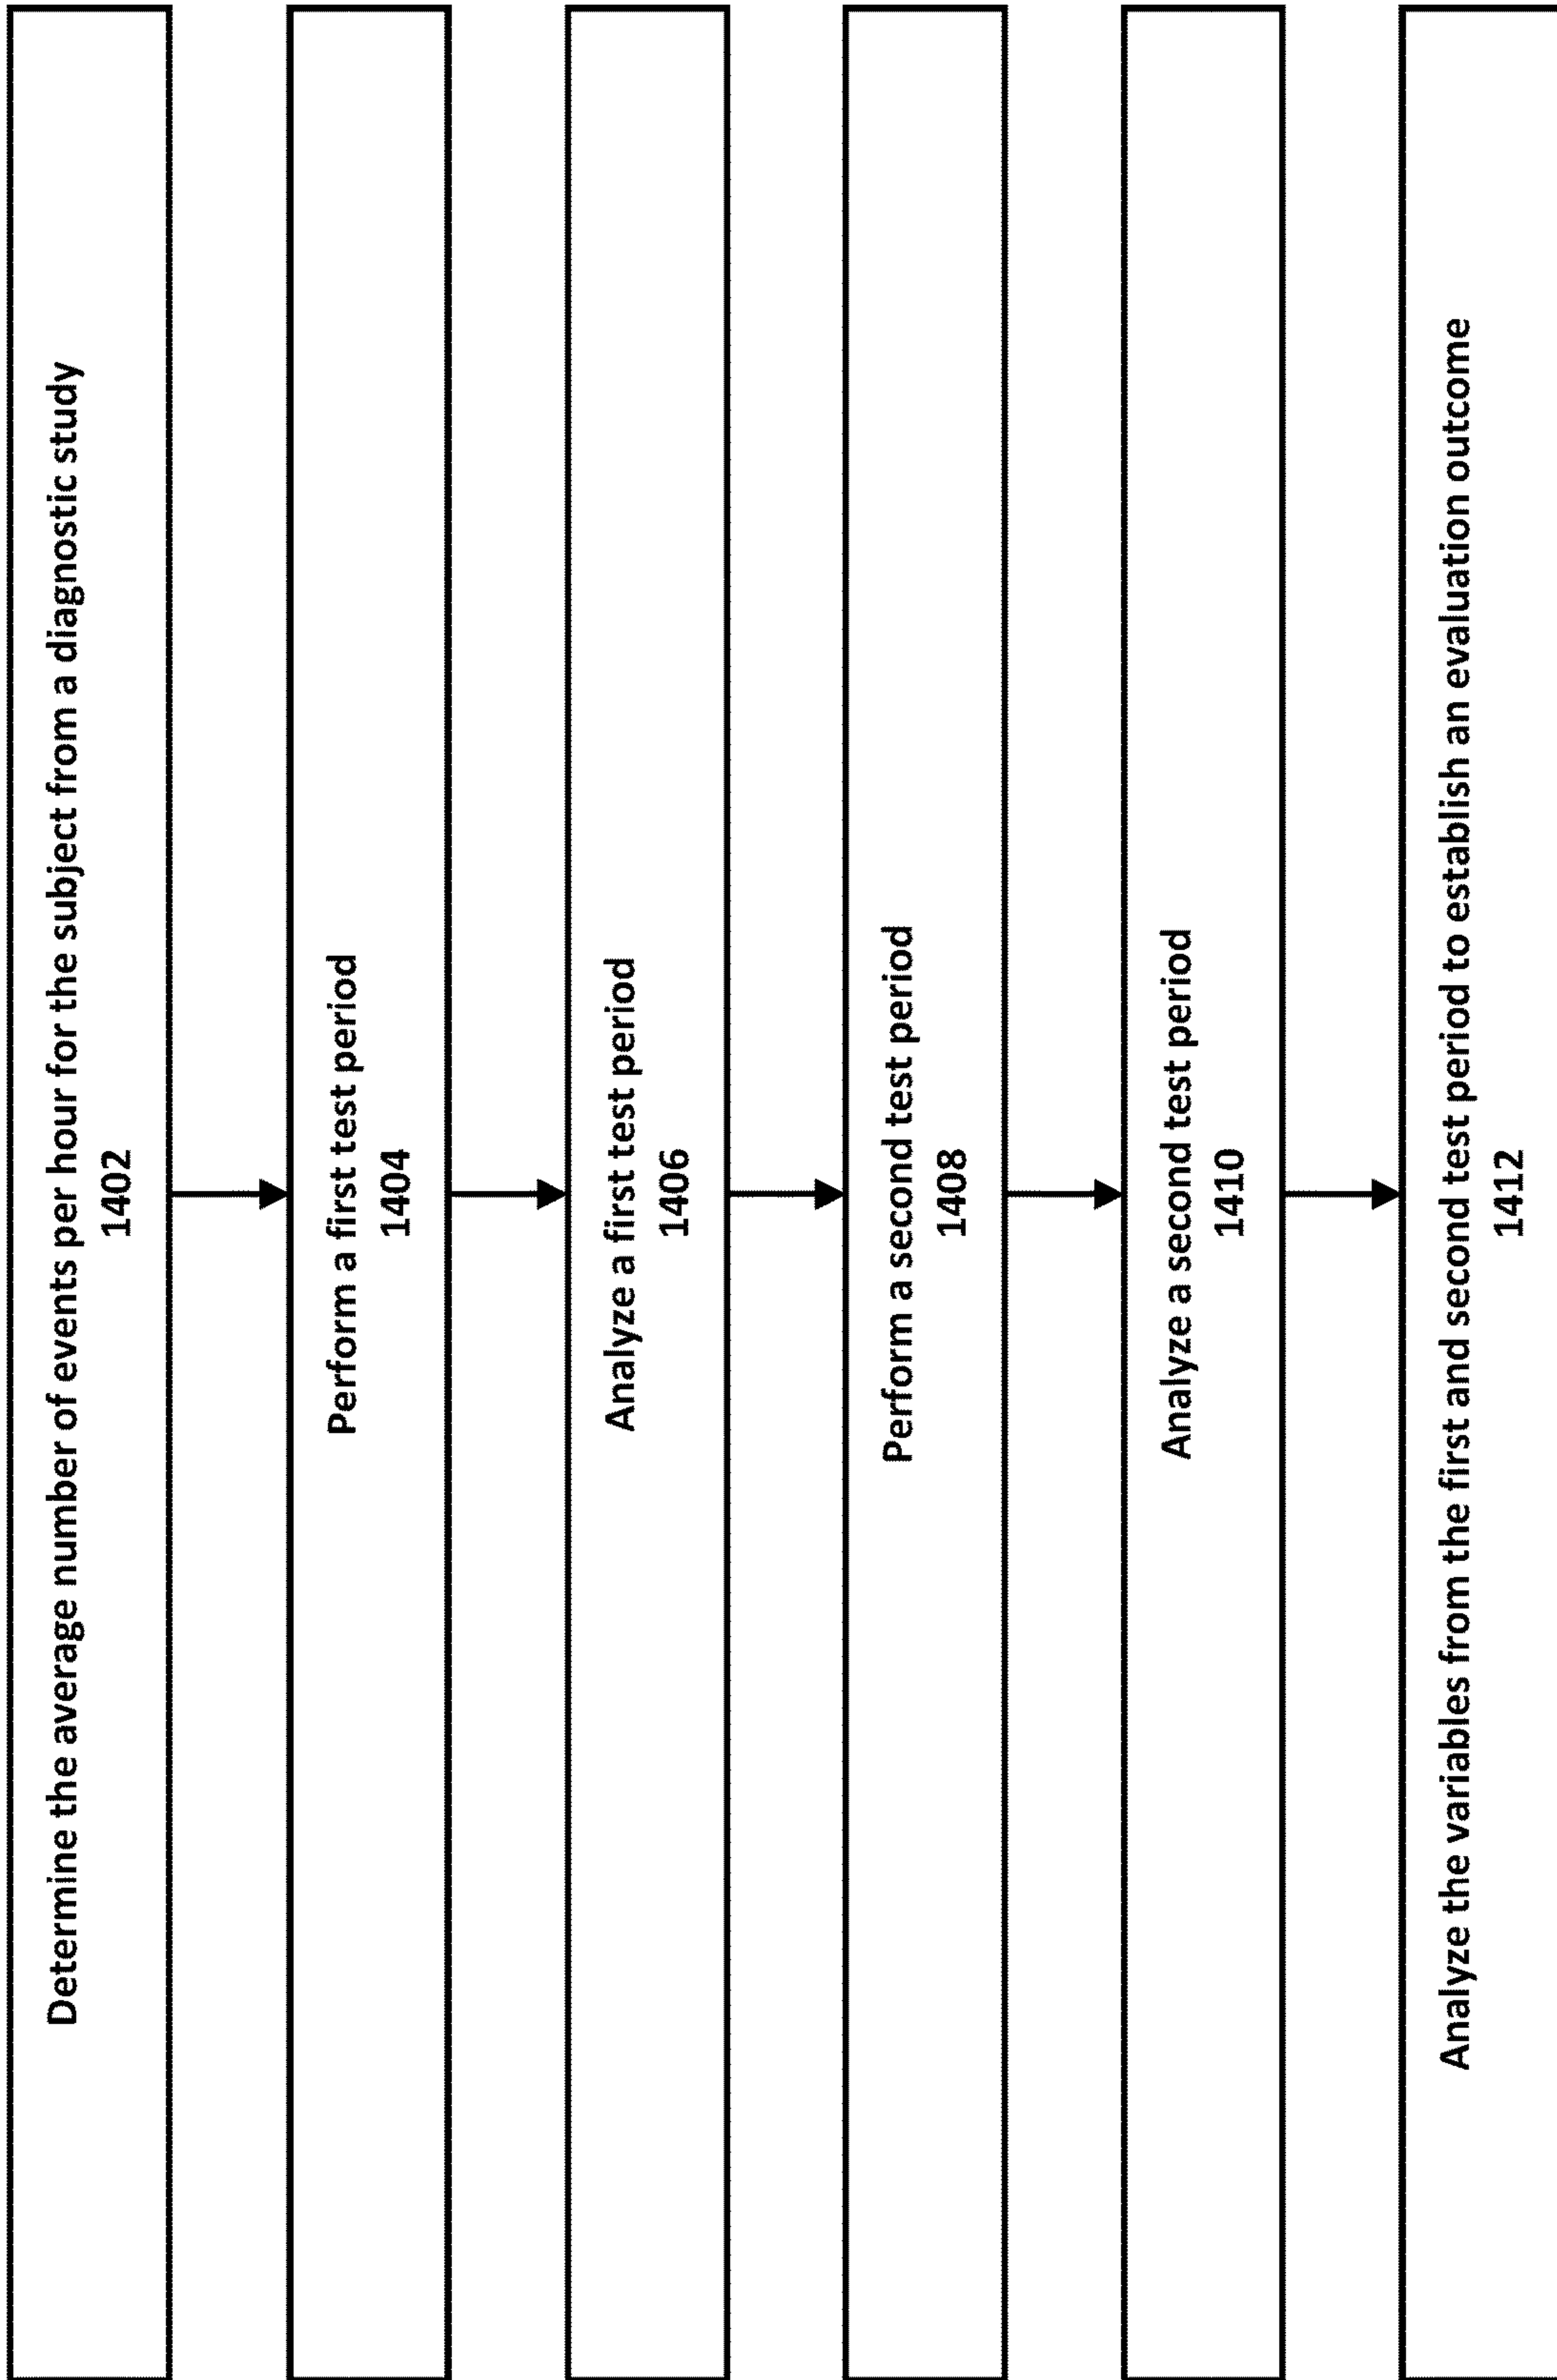 Determine the average number of events per hour for the subject from a diagnostic study
1402
Perform a first test period
1404
Analyze a first test period
1406
Perform a second test period
1408
Analyze a second test period
1410
Analyze the variables from the first and second test period to establish an evaluation outcome
1412